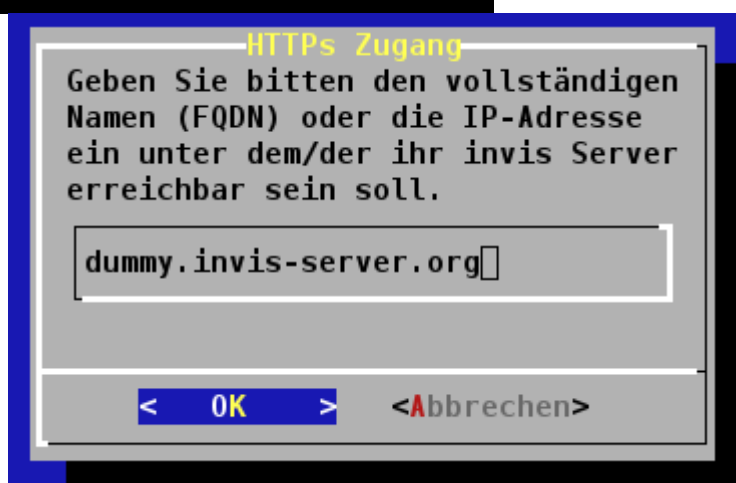 HTTPs Zugang
Geben Sie bitten den vollständigen
Namen (FQDN) oder die IP-Adresse
ein unter dem/der ihr invis Server
erreichbar sein soll.
dummy.invis-server.org
<  OK  > <Abbrechen>